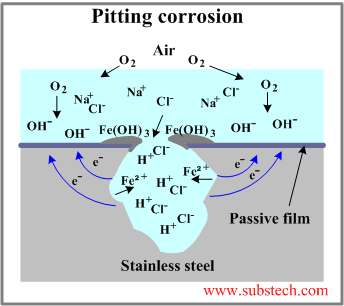 Pitting corrosion
Air
O₂ O₂
O₂ O₂
Na⁺ Cl⁻ Na⁺ Cl⁻ Na⁺ Cl⁻
OH⁻ OH⁻ Fe(OH)₃ Fe(OH)₃ OH⁻ OH⁻
Cl⁻
H⁺
e⁻ e⁻
Fe²⁺ Fe²⁺
e⁻ H⁺ Cl⁻ e⁻
H⁺ Cl⁻
Passive film
H⁺ Cl⁻
Stainless steel
www.substech.com